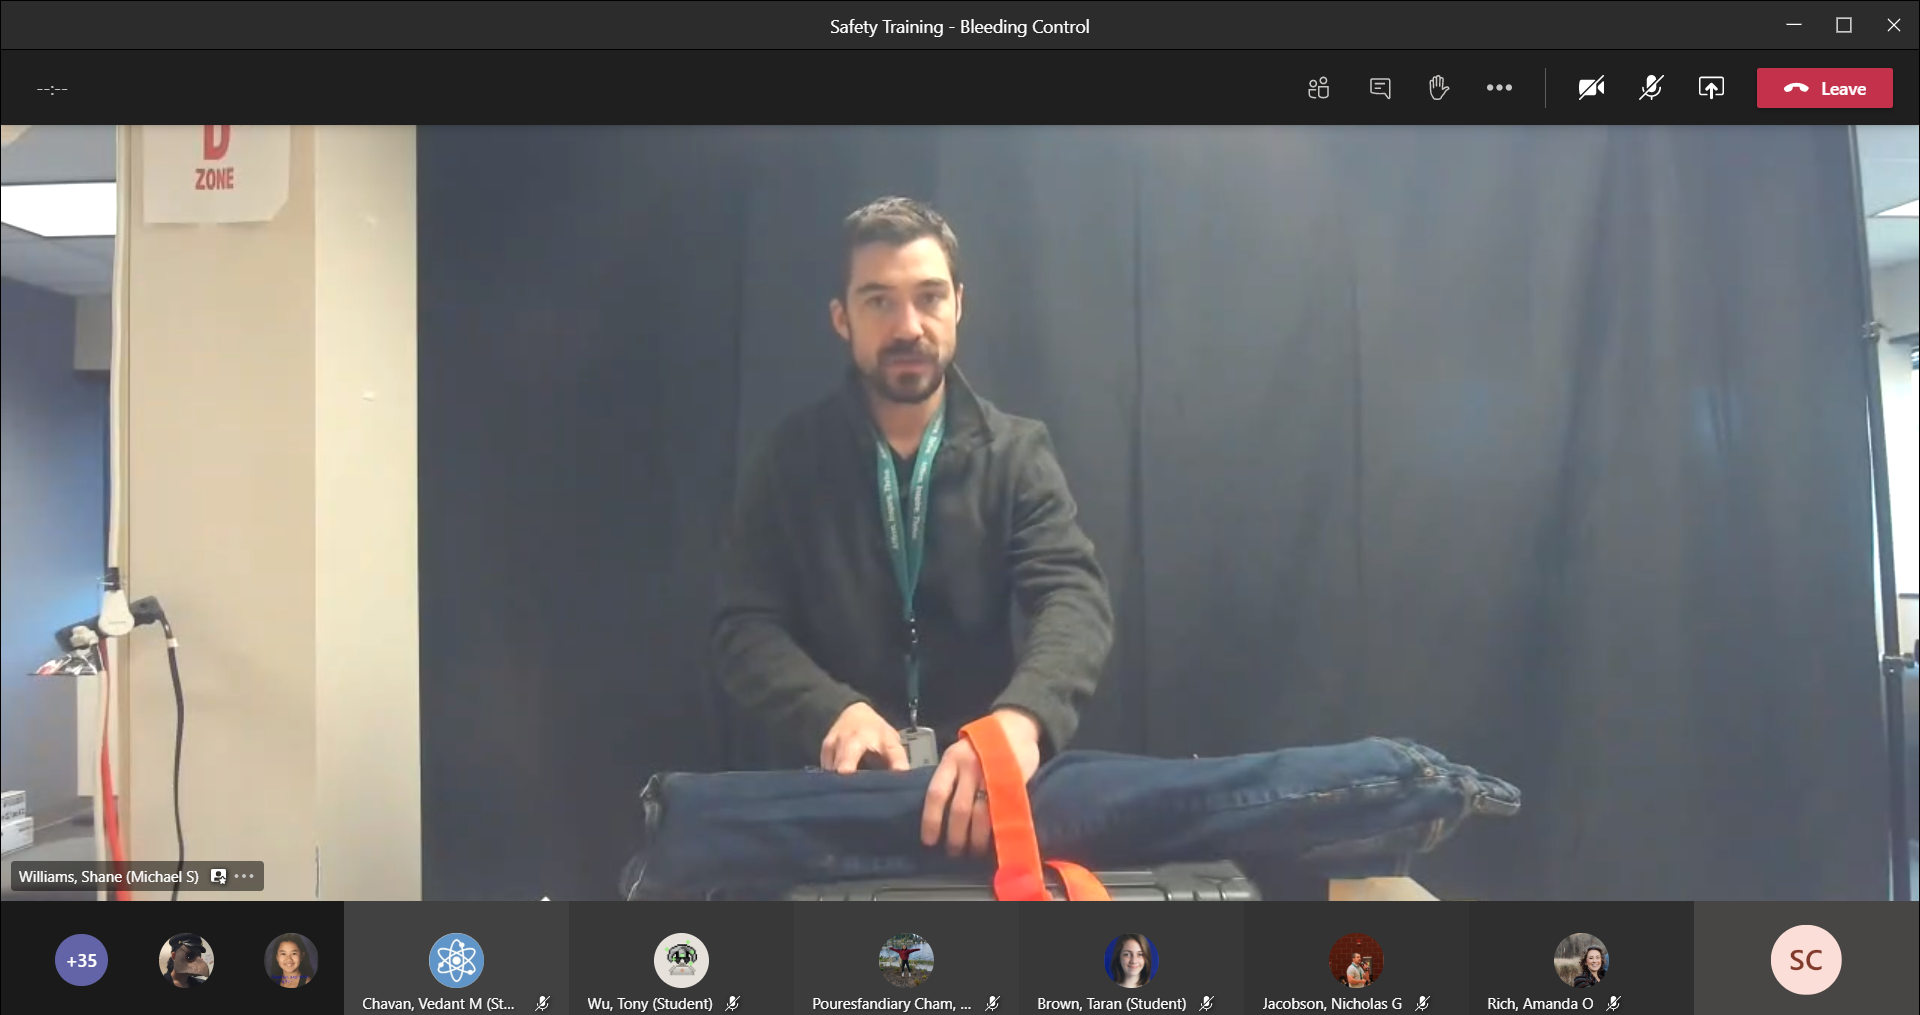 Safety Training - Bleeding Control
--:--
Leave
D
ZONE
Williams, Shane (Michael S)
+35
Chavan, Vedant M (St...
Wu, Tony (Student)
Pouresfandiary Cham, ...
Brown, Taran (Student)
Jacobson, Nicholas G
Rich, Amanda O
SC